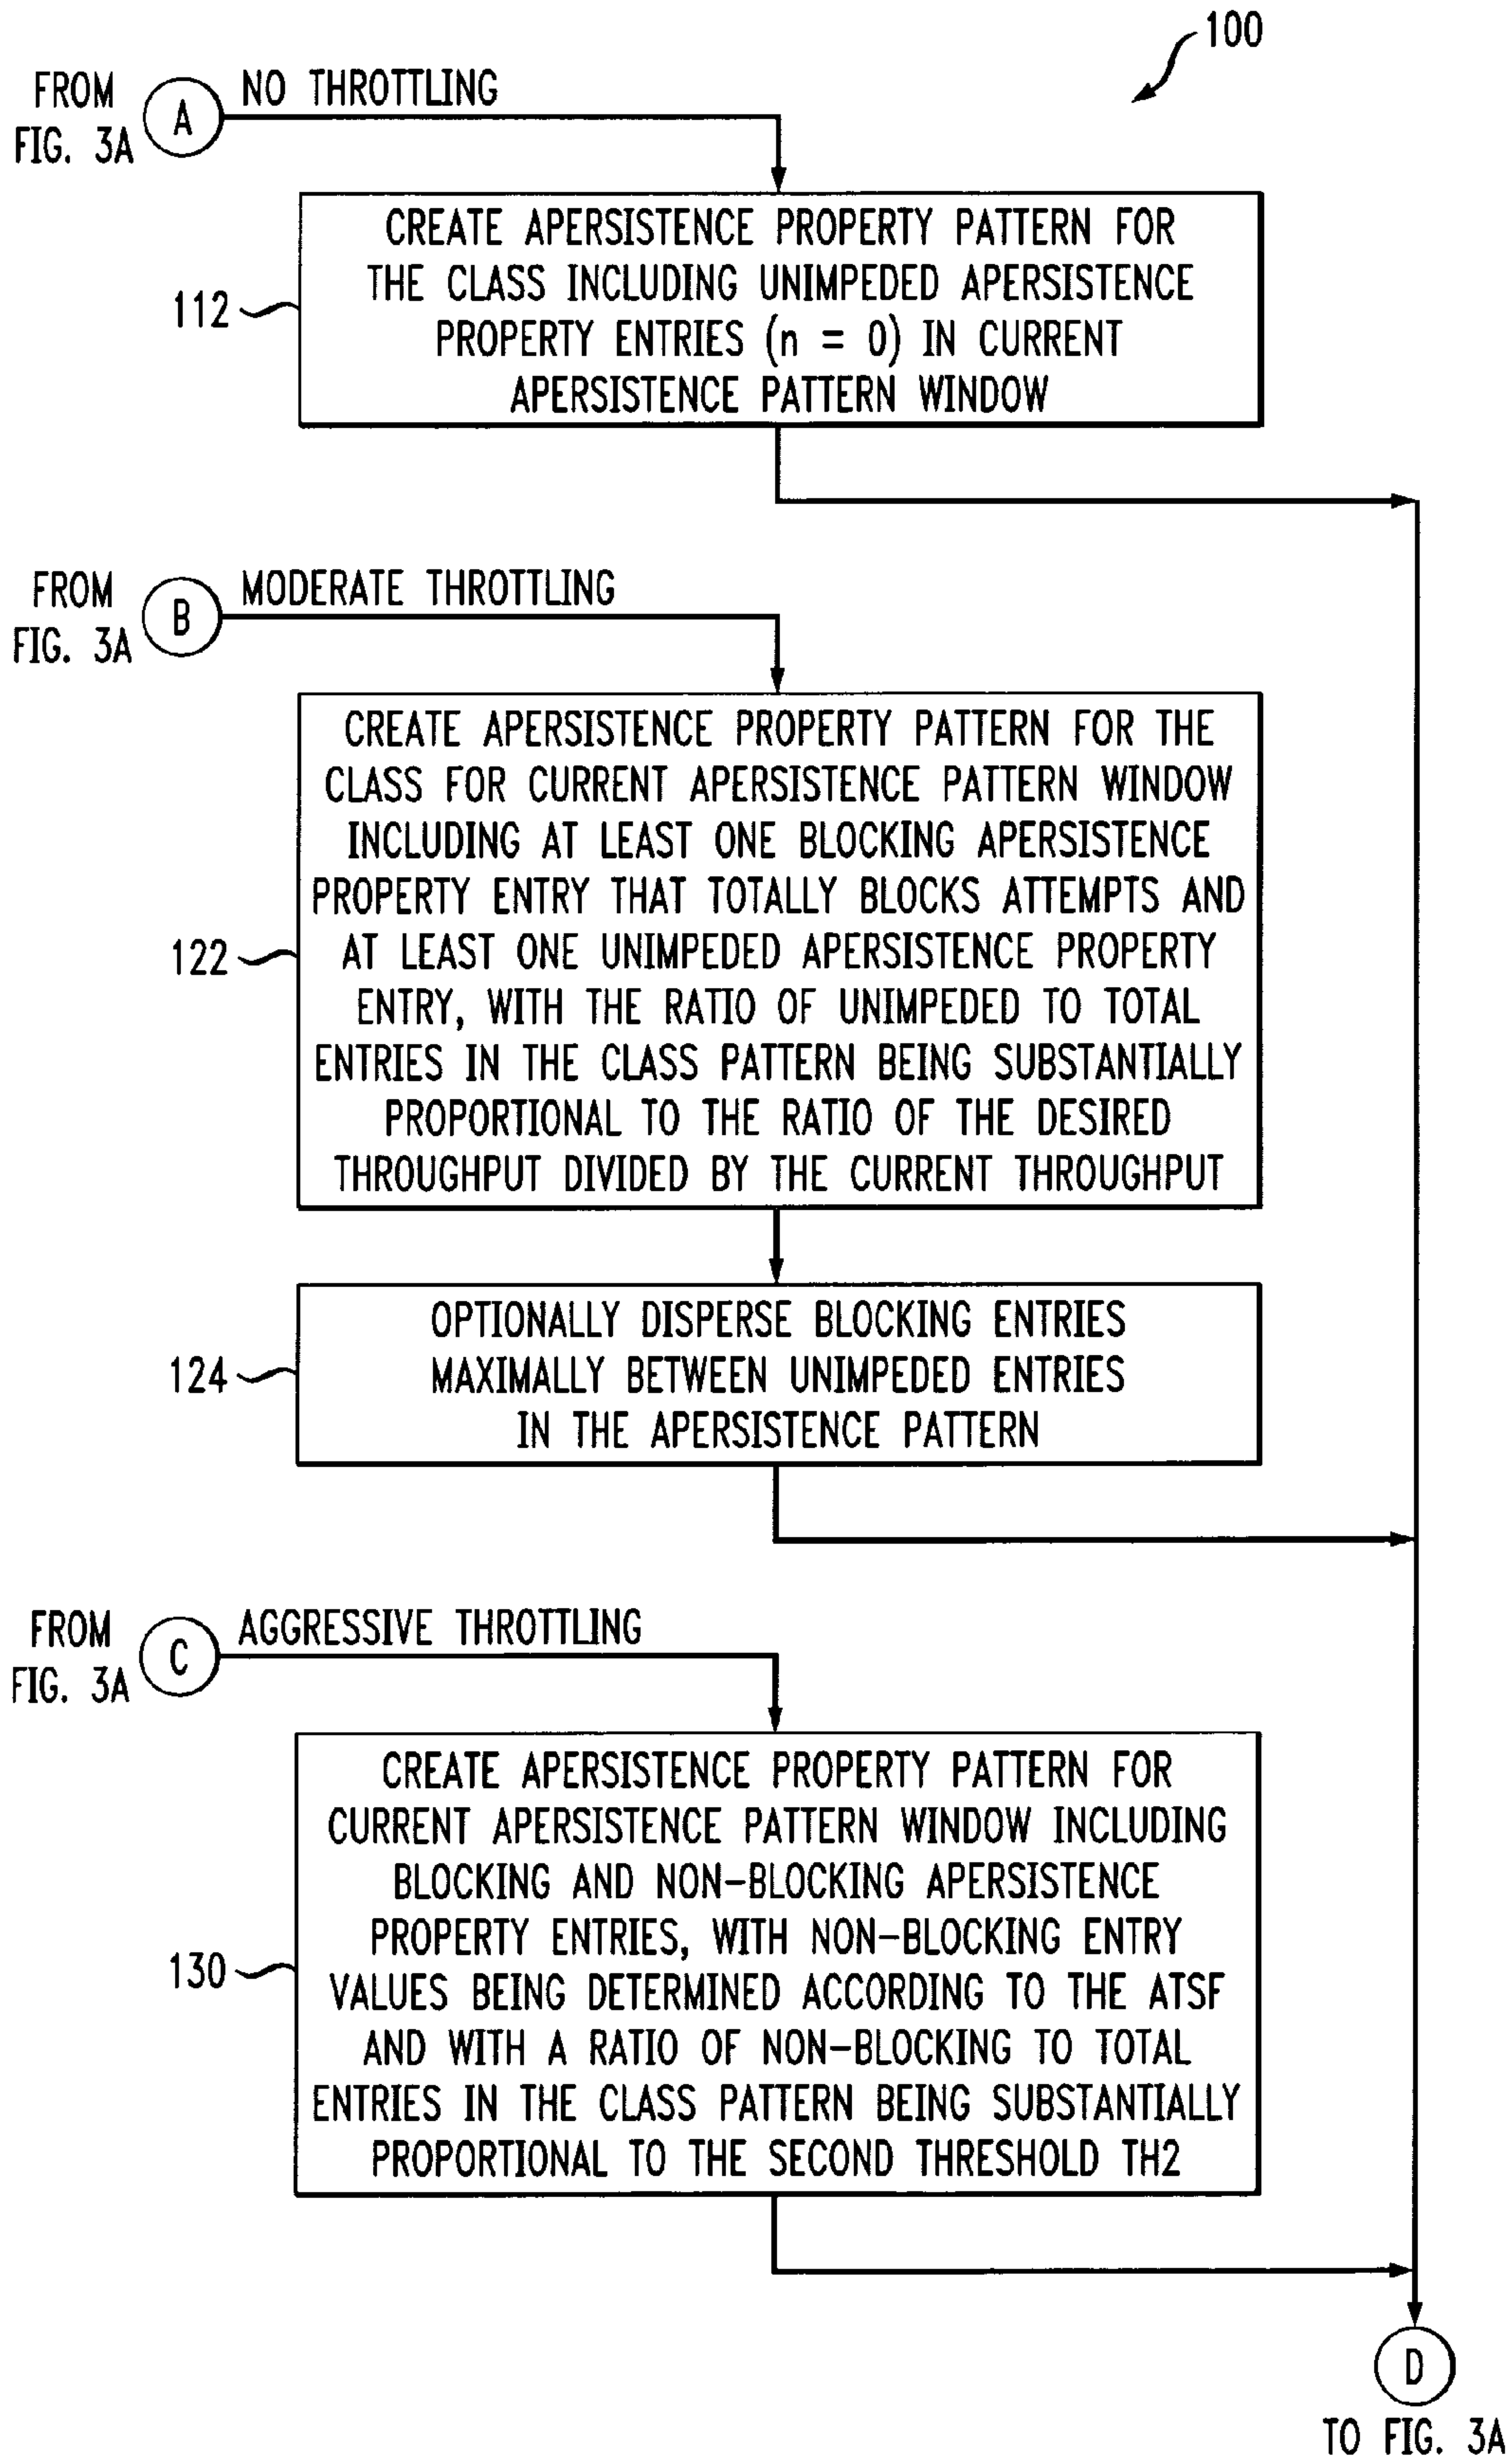 100
FROM
FIG. 3A
A
NO THROTTLING
CREATE APERSISTENCE PROPERTY PATTERN FOR
THE CLASS INCLUDING UNIMPEDED APERSISTENCE
PROPERTY ENTRIES (n = 0) IN CURRENT
APERSISTENCE PATTERN WINDOW
112
FROM
FIG. 3A
B
MODERATE THROTTLING
CREATE APERSISTENCE PROPERTY PATTERN FOR THE
CLASS FOR CURRENT APERSISTENCE PATTERN WINDOW
INCLUDING AT LEAST ONE BLOCKING APERSISTENCE
PROPERTY ENTRY THAT TOTALLY BLOCKS ATTEMPTS AND
AT LEAST ONE UNIMPEDED APERSISTENCE PROPERTY
ENTRY, WITH THE RATIO OF UNIMPEDED TO TOTAL
ENTRIES IN THE CLASS PATTERN BEING SUBSTANTIALLY
PROPORTIONAL TO THE RATIO OF THE DESIRED
THROUGHPUT DIVIDED BY THE CURRENT THROUGHPUT
122
OPTIONALLY DISPERSE BLOCKING ENTRIES
MAXIMALLY BETWEEN UNIMPEDED ENTRIES
IN THE APERSISTENCE PATTERN
124
FROM
FIG. 3A
C
AGGRESSIVE THROTTLING
CREATE APERSISTENCE PROPERTY PATTERN FOR
CURRENT APERSISTENCE PATTERN WINDOW INCLUDING
BLOCKING AND NON-BLOCKING APERSISTENCE
PROPERTY ENTRIES, WITH NON-BLOCKING ENTRY
VALUES BEING DETERMINED ACCORDING TO THE ATSF
AND WITH A RATIO OF NON-BLOCKING TO TOTAL
ENTRIES IN THE CLASS PATTERN BEING SUBSTANTIALLY
PROPORTIONAL TO THE SECOND THRESHOLD TH2
130
D
TO FIG. 3A